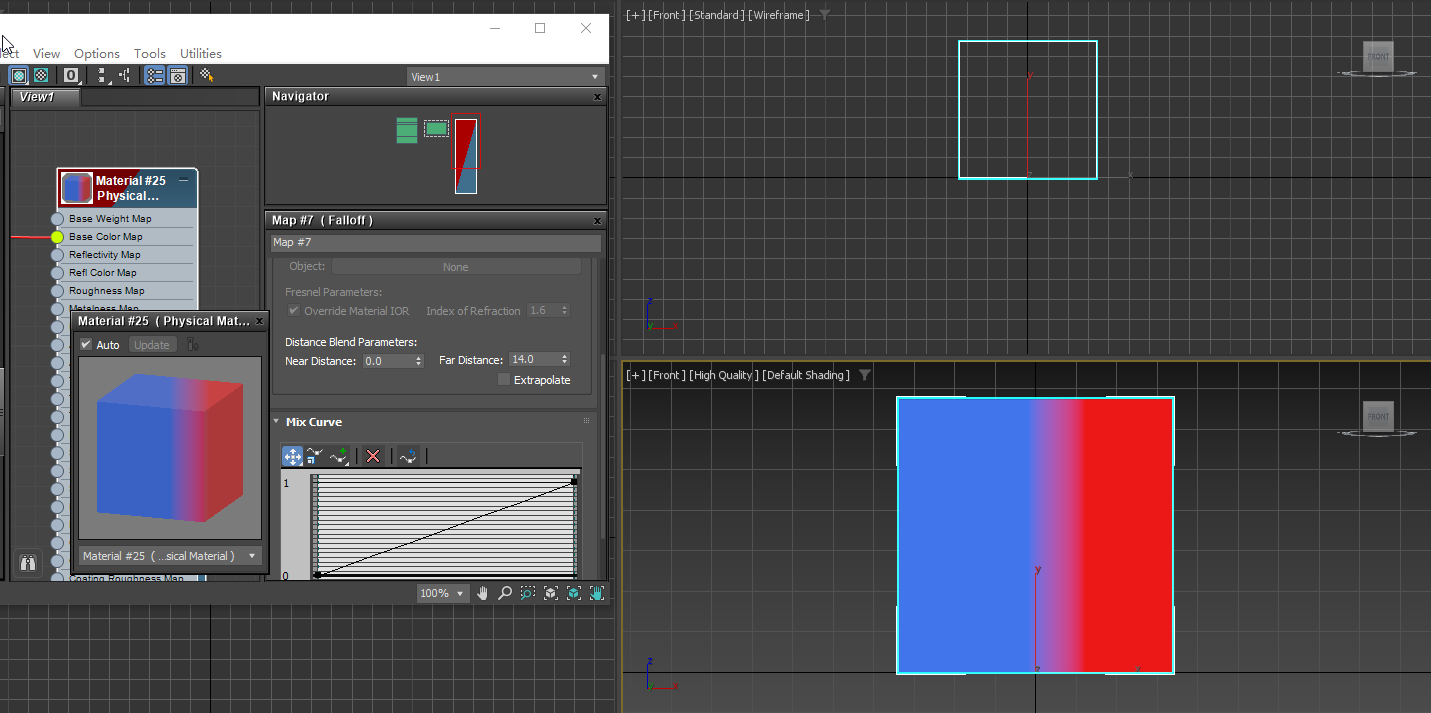 ect View Options Tools Utilities
0
View1
View1
Navigator
Material #25
Physical...
Base Weight Map
Base Color Map
Reflectivity Map
Refl Color Map
Roughness Map
Metalness Map
Material #25 ( Physical Mat...
Auto Update
Material #25 ( ...sical Material )
Coating Roughness Map
Map #7 ( Falloff )
Map #7
Object: None
Fresnel Parameters:
Override Material IOR Index of Refraction 1.6
Distance Blend Parameters:
Near Distance: 0.0 Far Distance: 14.0
Extrapolate
Mix Curve
1
0
100%
[+] [Front ] [Standard ] [Wireframe ]
FRONT
y
z
x
z
y
x
[+] [Front ] [High Quality ] [Default Shading ]
FRONT
y
z
x
z
y
x